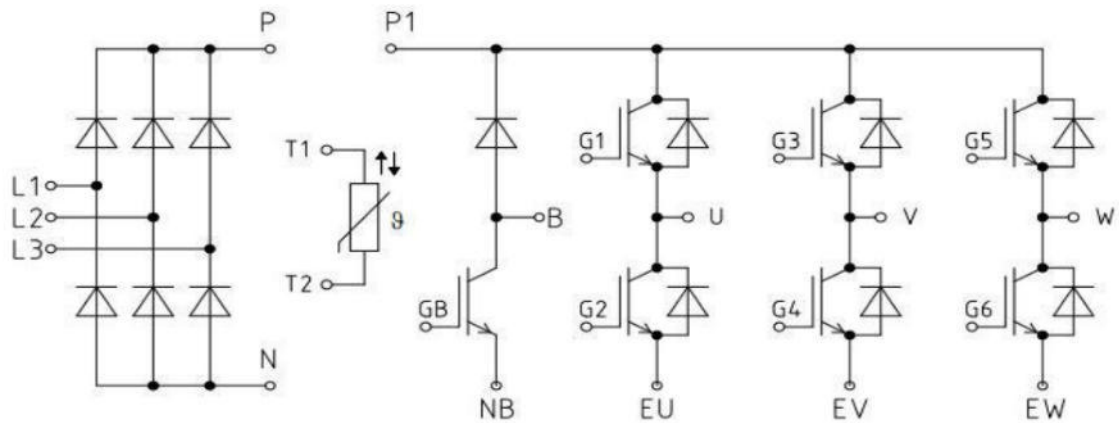 P P1
G1 G3 G5
T1
L1
L2 ϑ B U V W
L3
T2
GB G2 G4 G6
N
NB EU EV EW